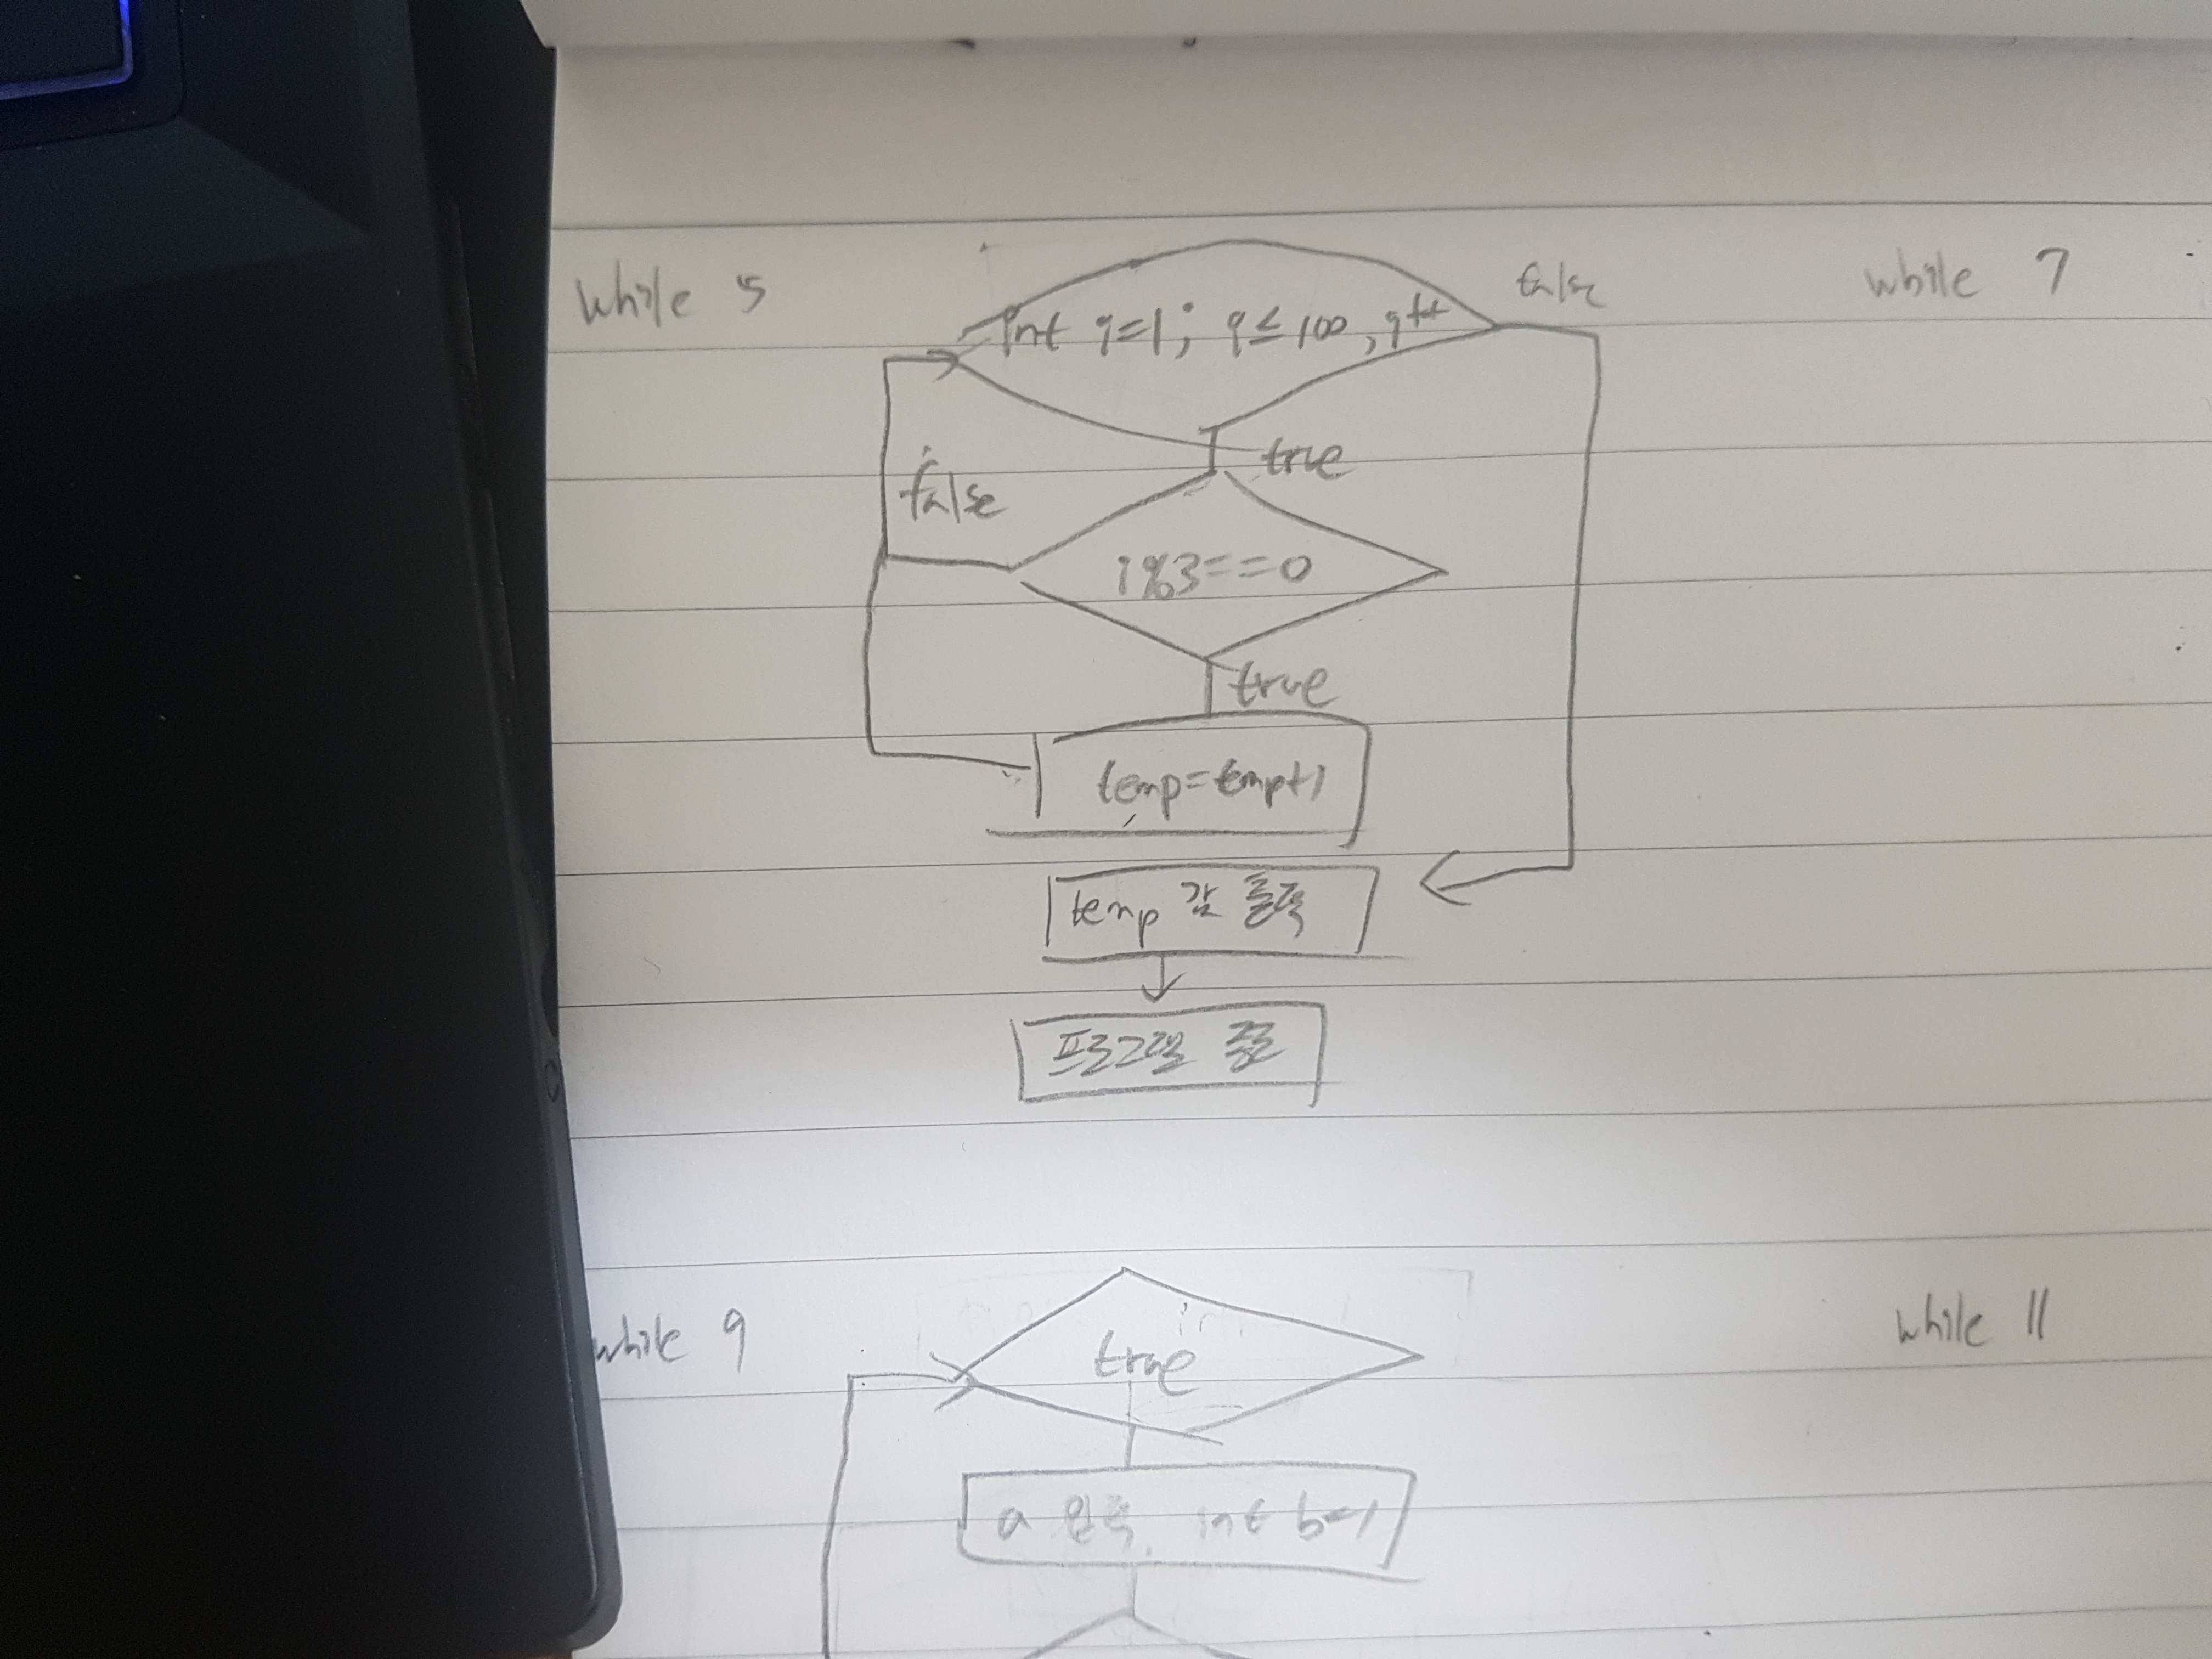 while 5
int i=1; i≤100, i++
false
while 7
true
false
i%3==0
true
temp=temp+1
temp 값 출력
프로그램 종료
while 9
true
while 11
a 입력, int b=1